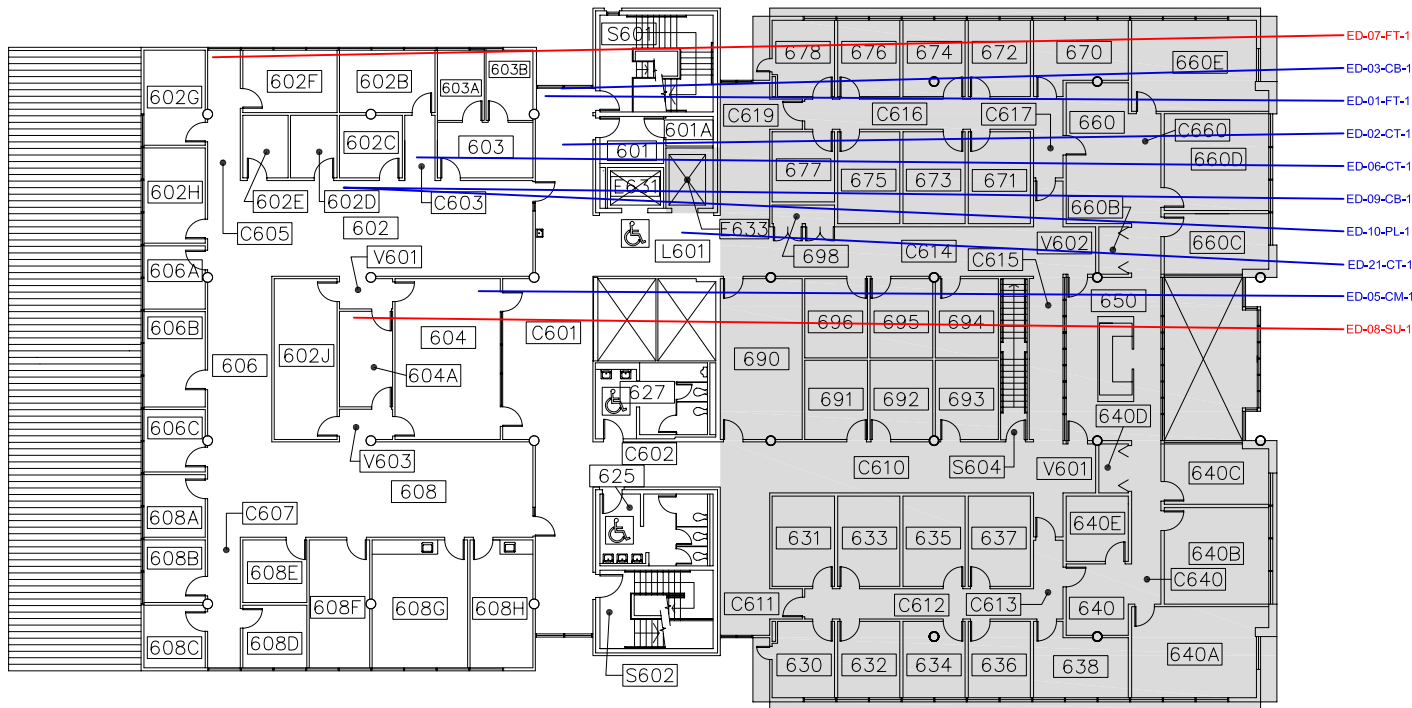 S601
678
676
674
672
670
ED-07-FT-1
660E
ED-03-CB-1
602G
602F
602B
603A
603B
ED-01-FT-1
C619
C616
C617
660
601A
C660
ED-02-CT-1
602C
603
601
677
660D
ED-06-CT-1
602H
602E
602D
C603
E631
675
673
671
ED-09-CB-1
C605
602
660B
ED-10-PL-1
E633
698
L601
C614
V602
660C
ED-21-CT-1
606A
V601
C615
ED-05-CM-1
606B
602J
604
C601
696
695
694
650
ED-08-SU-1
606
604A
690
627
691
692
693
606C
640D
V603
C602
C610
S604
V601
640C
608
625
608A
C607
631
633
635
637
640E
640B
608B
608E
C640
608F
608G
608H
C611
C612
C613
640
608C
608D
630
632
634
636
638
640A
S602